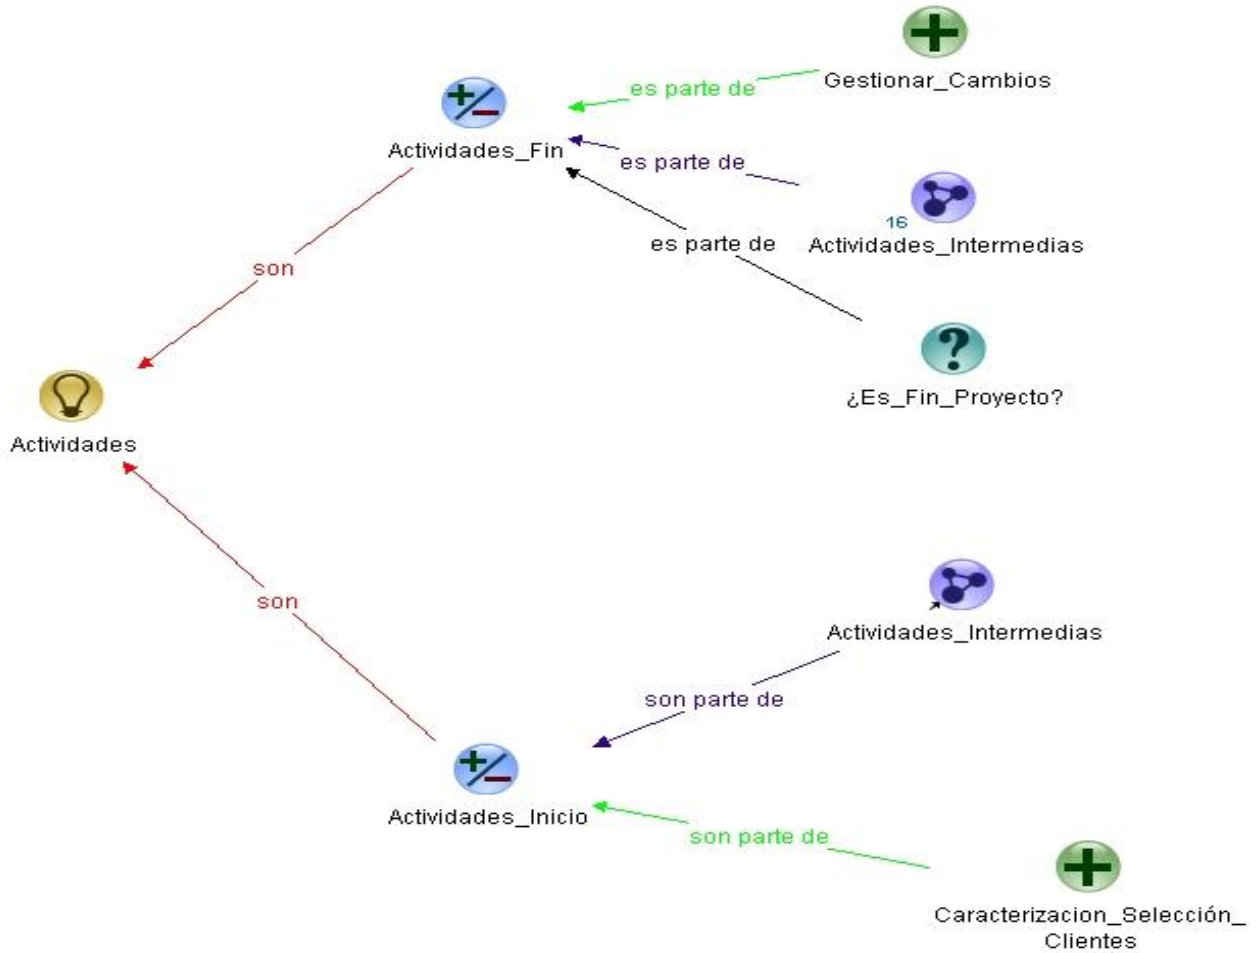 Gestionar_Cambios
es parte de
Actividades_Fin
es parte de
16
Actividades_Intermedias
es parte de
son
¿Es_Fin_Proyecto?
Actividades
son
Actividades_Intermedias
son parte de
Actividades_Inicio
son parte de
Caracterizacion_Selección_
Clientes